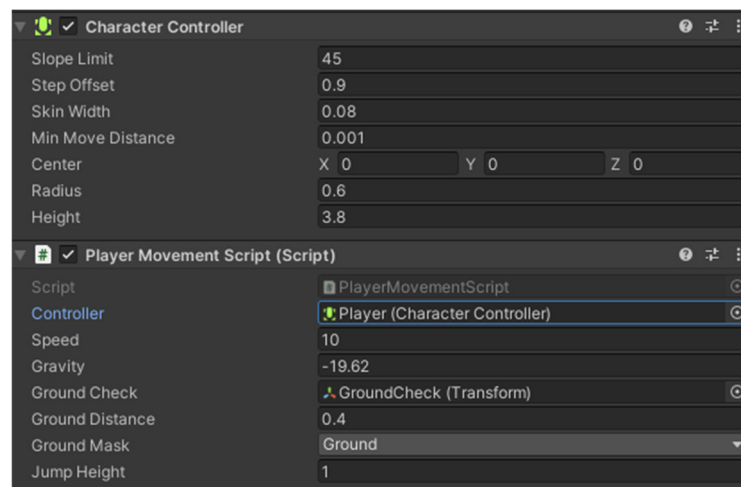 Character Controller
Slope Limit 45
Step Offset 0.9
Skin Width 0.08
Min Move Distance 0.001
Center X 0 Y 0 Z 0
Radius 0.6
Height 3.8
# Player Movement Script (Script)
Script PlayerMovementScript
Controller Player (Character Controller)
Speed 10
Gravity -19.62
Ground Check GroundCheck (Transform)
Ground Distance 0.4
Ground Mask Ground
Jump Height 1